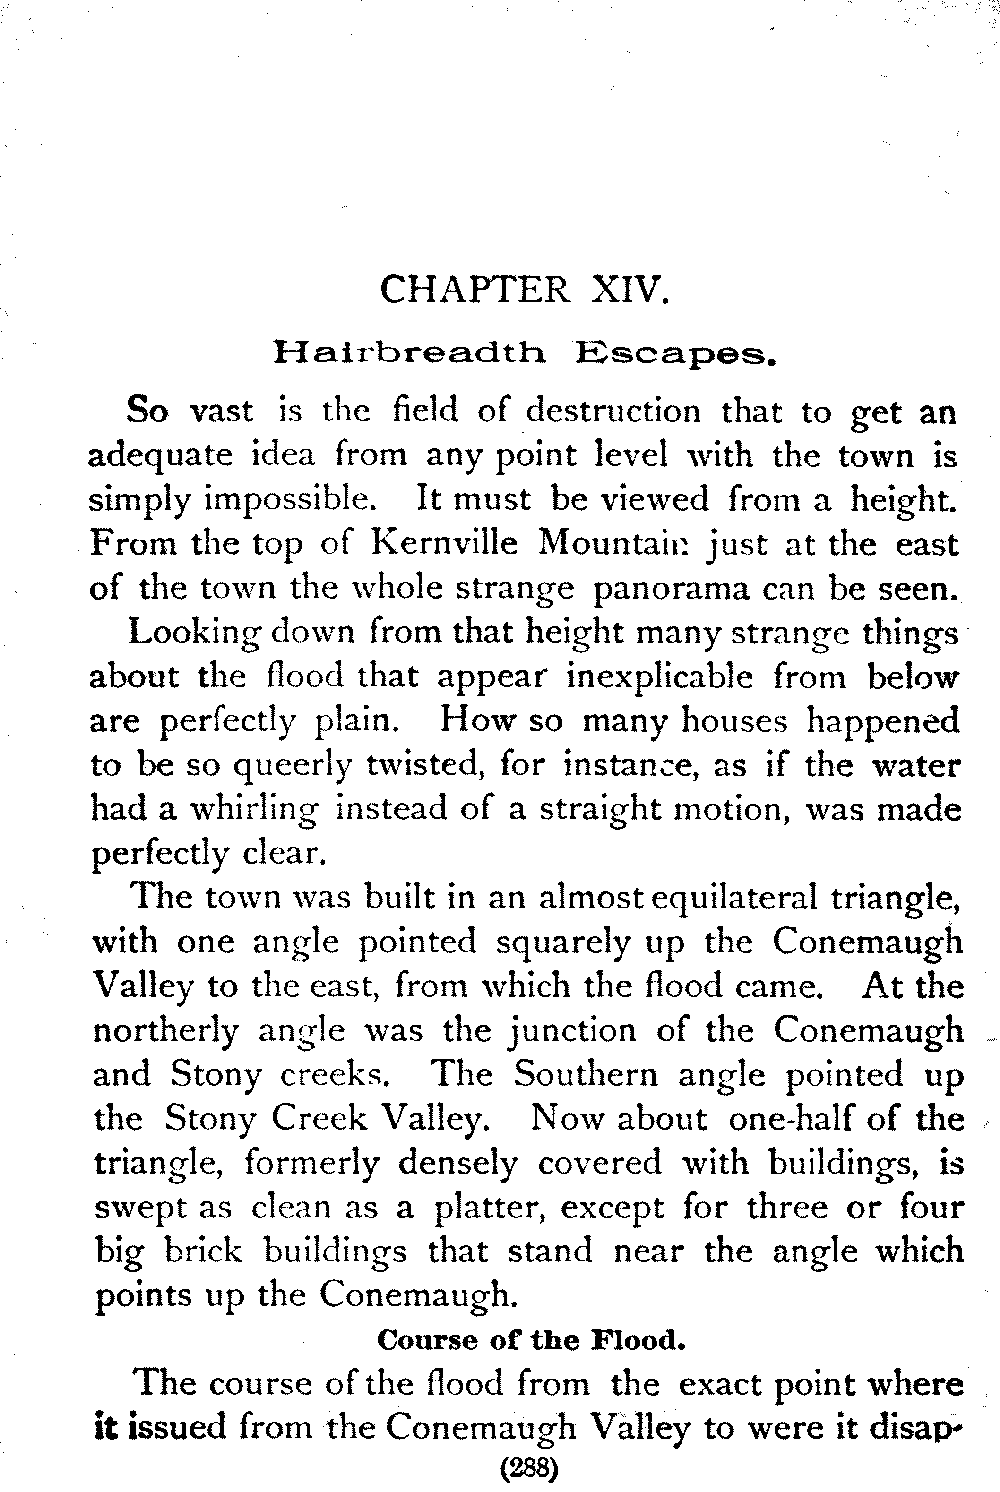 CHAPTER XIV.
Hairbreadth Escapes.
So vast is the field of destruction that to get an
adequate idea from any point level with the town is
simply impossible. It must be viewed from a height.
From the top of Kernville Mountain just at the east
of the town the whole strange panorama can be seen.
Looking down from that height many strange things
about the flood that appear inexplicable from below
are perfectly plain. How so many houses happened
to be so queerly twisted, for instance, as if the water
had a whirling instead of a straight motion, was made
perfectly clear.
The town was built in an almost equilateral triangle,
with one angle pointed squarely up the Conemaugh
Valley to the east, from which the flood came. At the
northerly angle was the junction of the Conemaugh
and Stony creeks. The Southern angle pointed up
the Stony Creek Valley. Now about one-half of the
triangle, formerly densely covered with buildings, is
swept as clean as a platter, except for three or four
big brick buildings that stand near the angle which
points up the Conemaugh.
Course of the Flood.
The course of the flood from the exact point where
it issued from the Conemaugh Valley to were it disap-
(288)